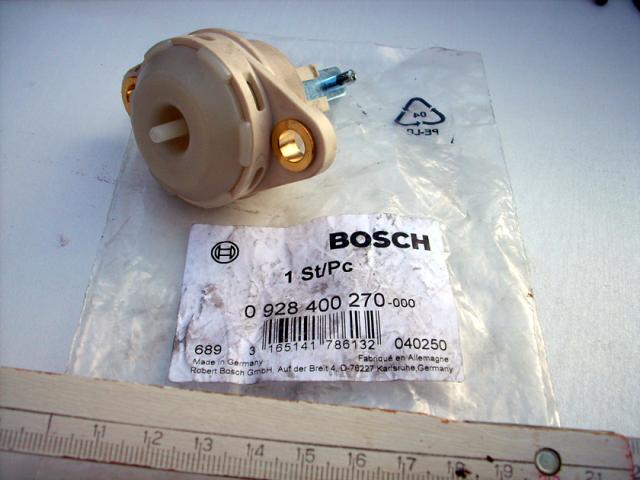 04
PE-LD
BOSCH
1 St/Pc
0 928 400 270-000
689 3 165141 786132 040250
Made in Germany Fabriqué en Allemagne
Robert Bosch GmbH, Auf der Breit 4, D-76227 Karlsruhe, Germany
11 12 13 14 15 16 17 18 19 21